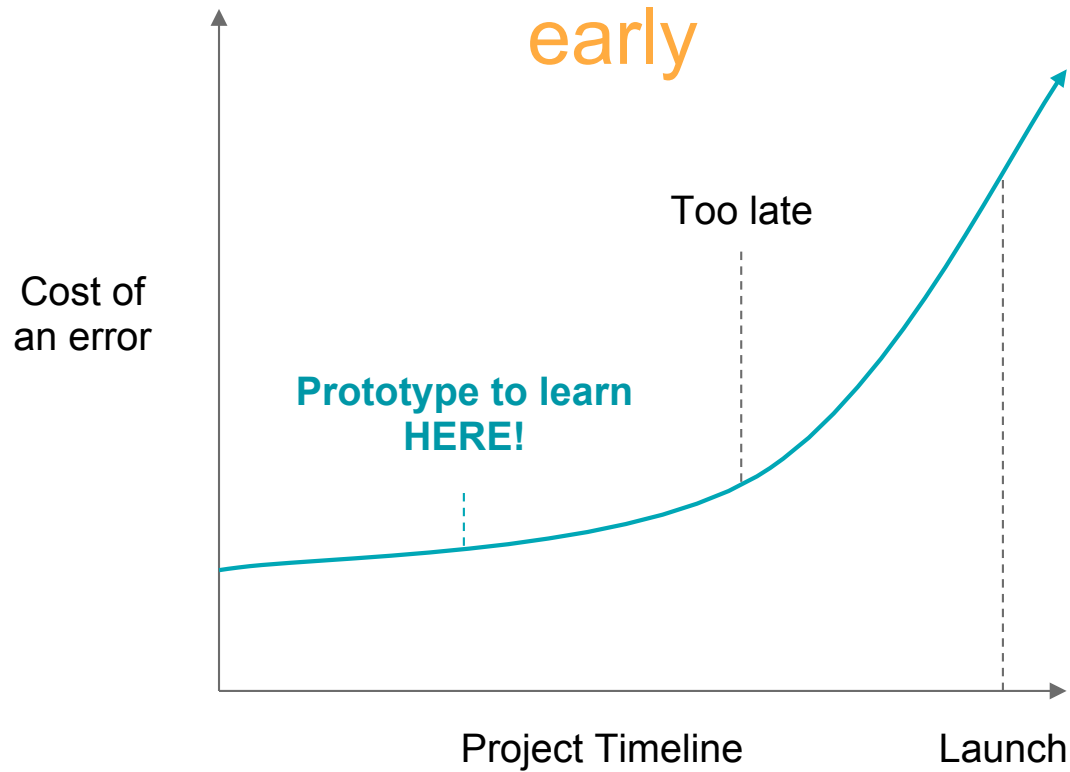 early
Too late
Cost of
an error
Prototype to learn
HERE!
Project Timeline
Launch